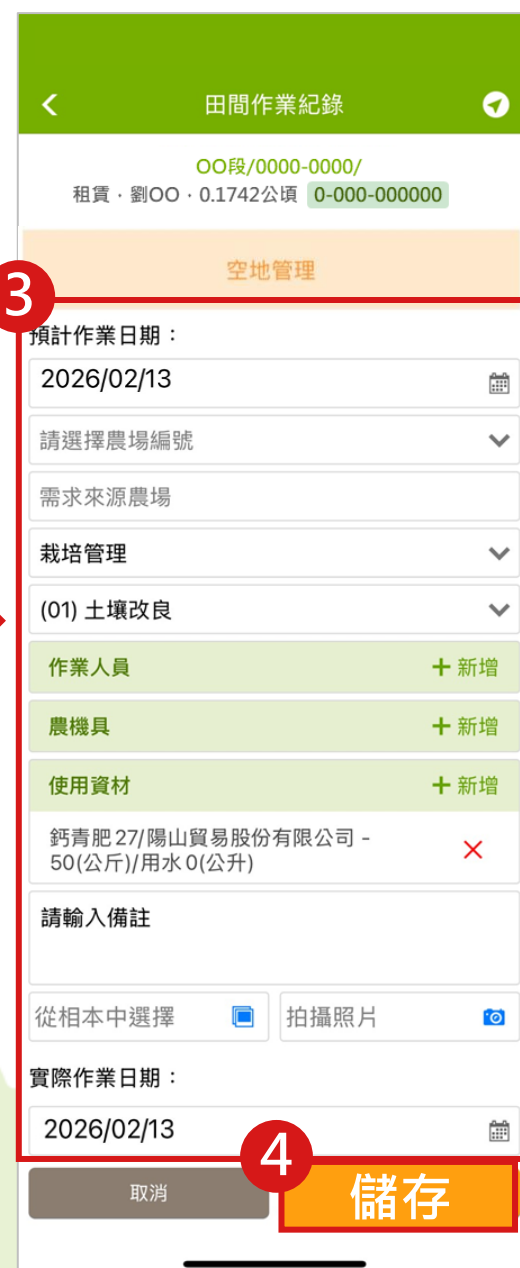 田間作業紀錄
OO段/0000-0000/
租賃 · 劉OO · 0.1742公頃 0-000-000000
空地管理
3
預計作業日期：
2026/02/13
請選擇農場編號
需求來源農場
栽培管理
(01) 土壤改良
作業人員 + 新增
農機具 + 新增
使用資材 + 新增
鈣青肥 27/陽山貿易股份有限公司 -
50(公斤)/用水 0(公升)
請輸入備註
從相本中選擇 拍攝照片
實際作業日期：
2026/02/13
4
取消 儲存